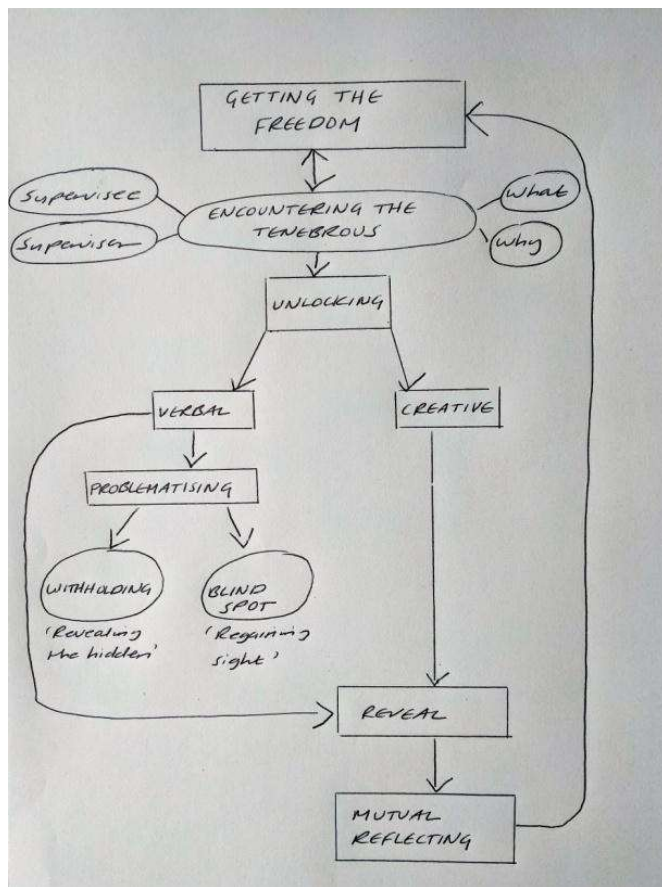 GETTING THE
FREEDOM
Supervisee
Supervisor
ENCOUNTERING THE
TENEBROUS
What
Why
UNLOCKING
VERBAL
CREATIVE
PROBLEMATISING
WITHHOLDING
BLIND
SPOT
'Revealing
the hidden'
'Regaining
sight'
REVEAL
MUTUAL
REFLECTING